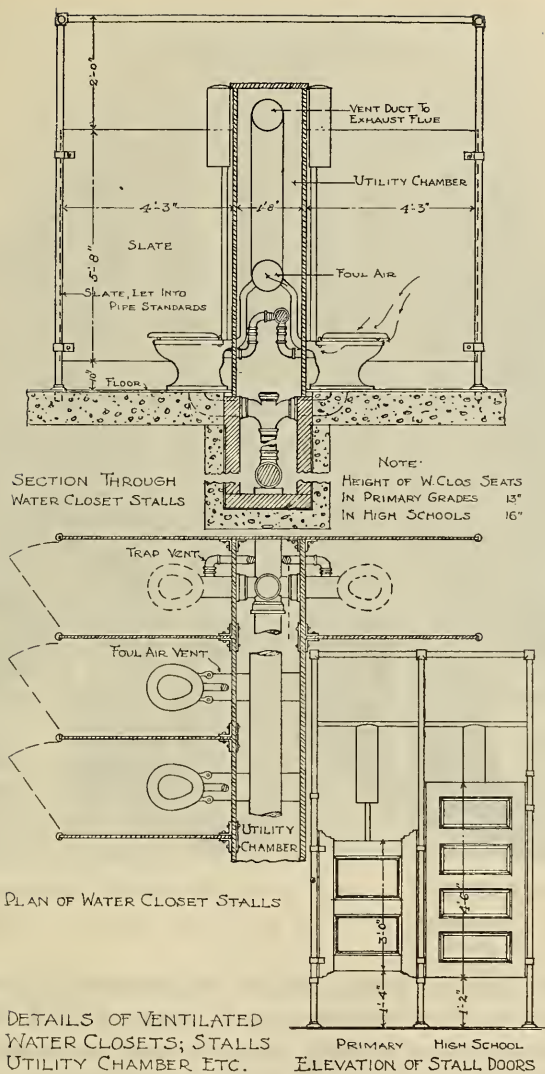 2'-0"
VENT DUCT TO
EXHAUST FLUE
UTILITY CHAMBER
4'-3"
1'-8"
4'-3"
SLATE
5'-8"
FOUL AIR
SLATE, LET INTO
PIPE STANDARDS
10"
FLOOR
SECTION THROUGH
WATER CLOSET STALLS
NOTE·
HEIGHT OF W.CLOS SEATS
IN PRIMARY GRADES 13"
IN HIGH SCHOOLS 16"
TRAP VENT
FOUL AIR VENT
UTILITY
CHAMBER
PLAN OF WATER CLOSET STALLS
3'-0"
4'-6"
1'-4"
1'-2"
PRIMARY HIGH SCHOOL
ELEVATION OF STALL DOORS
DETAILS OF VENTILATED
WATER CLOSETS; STALLS
UTILITY CHAMBER ETC.